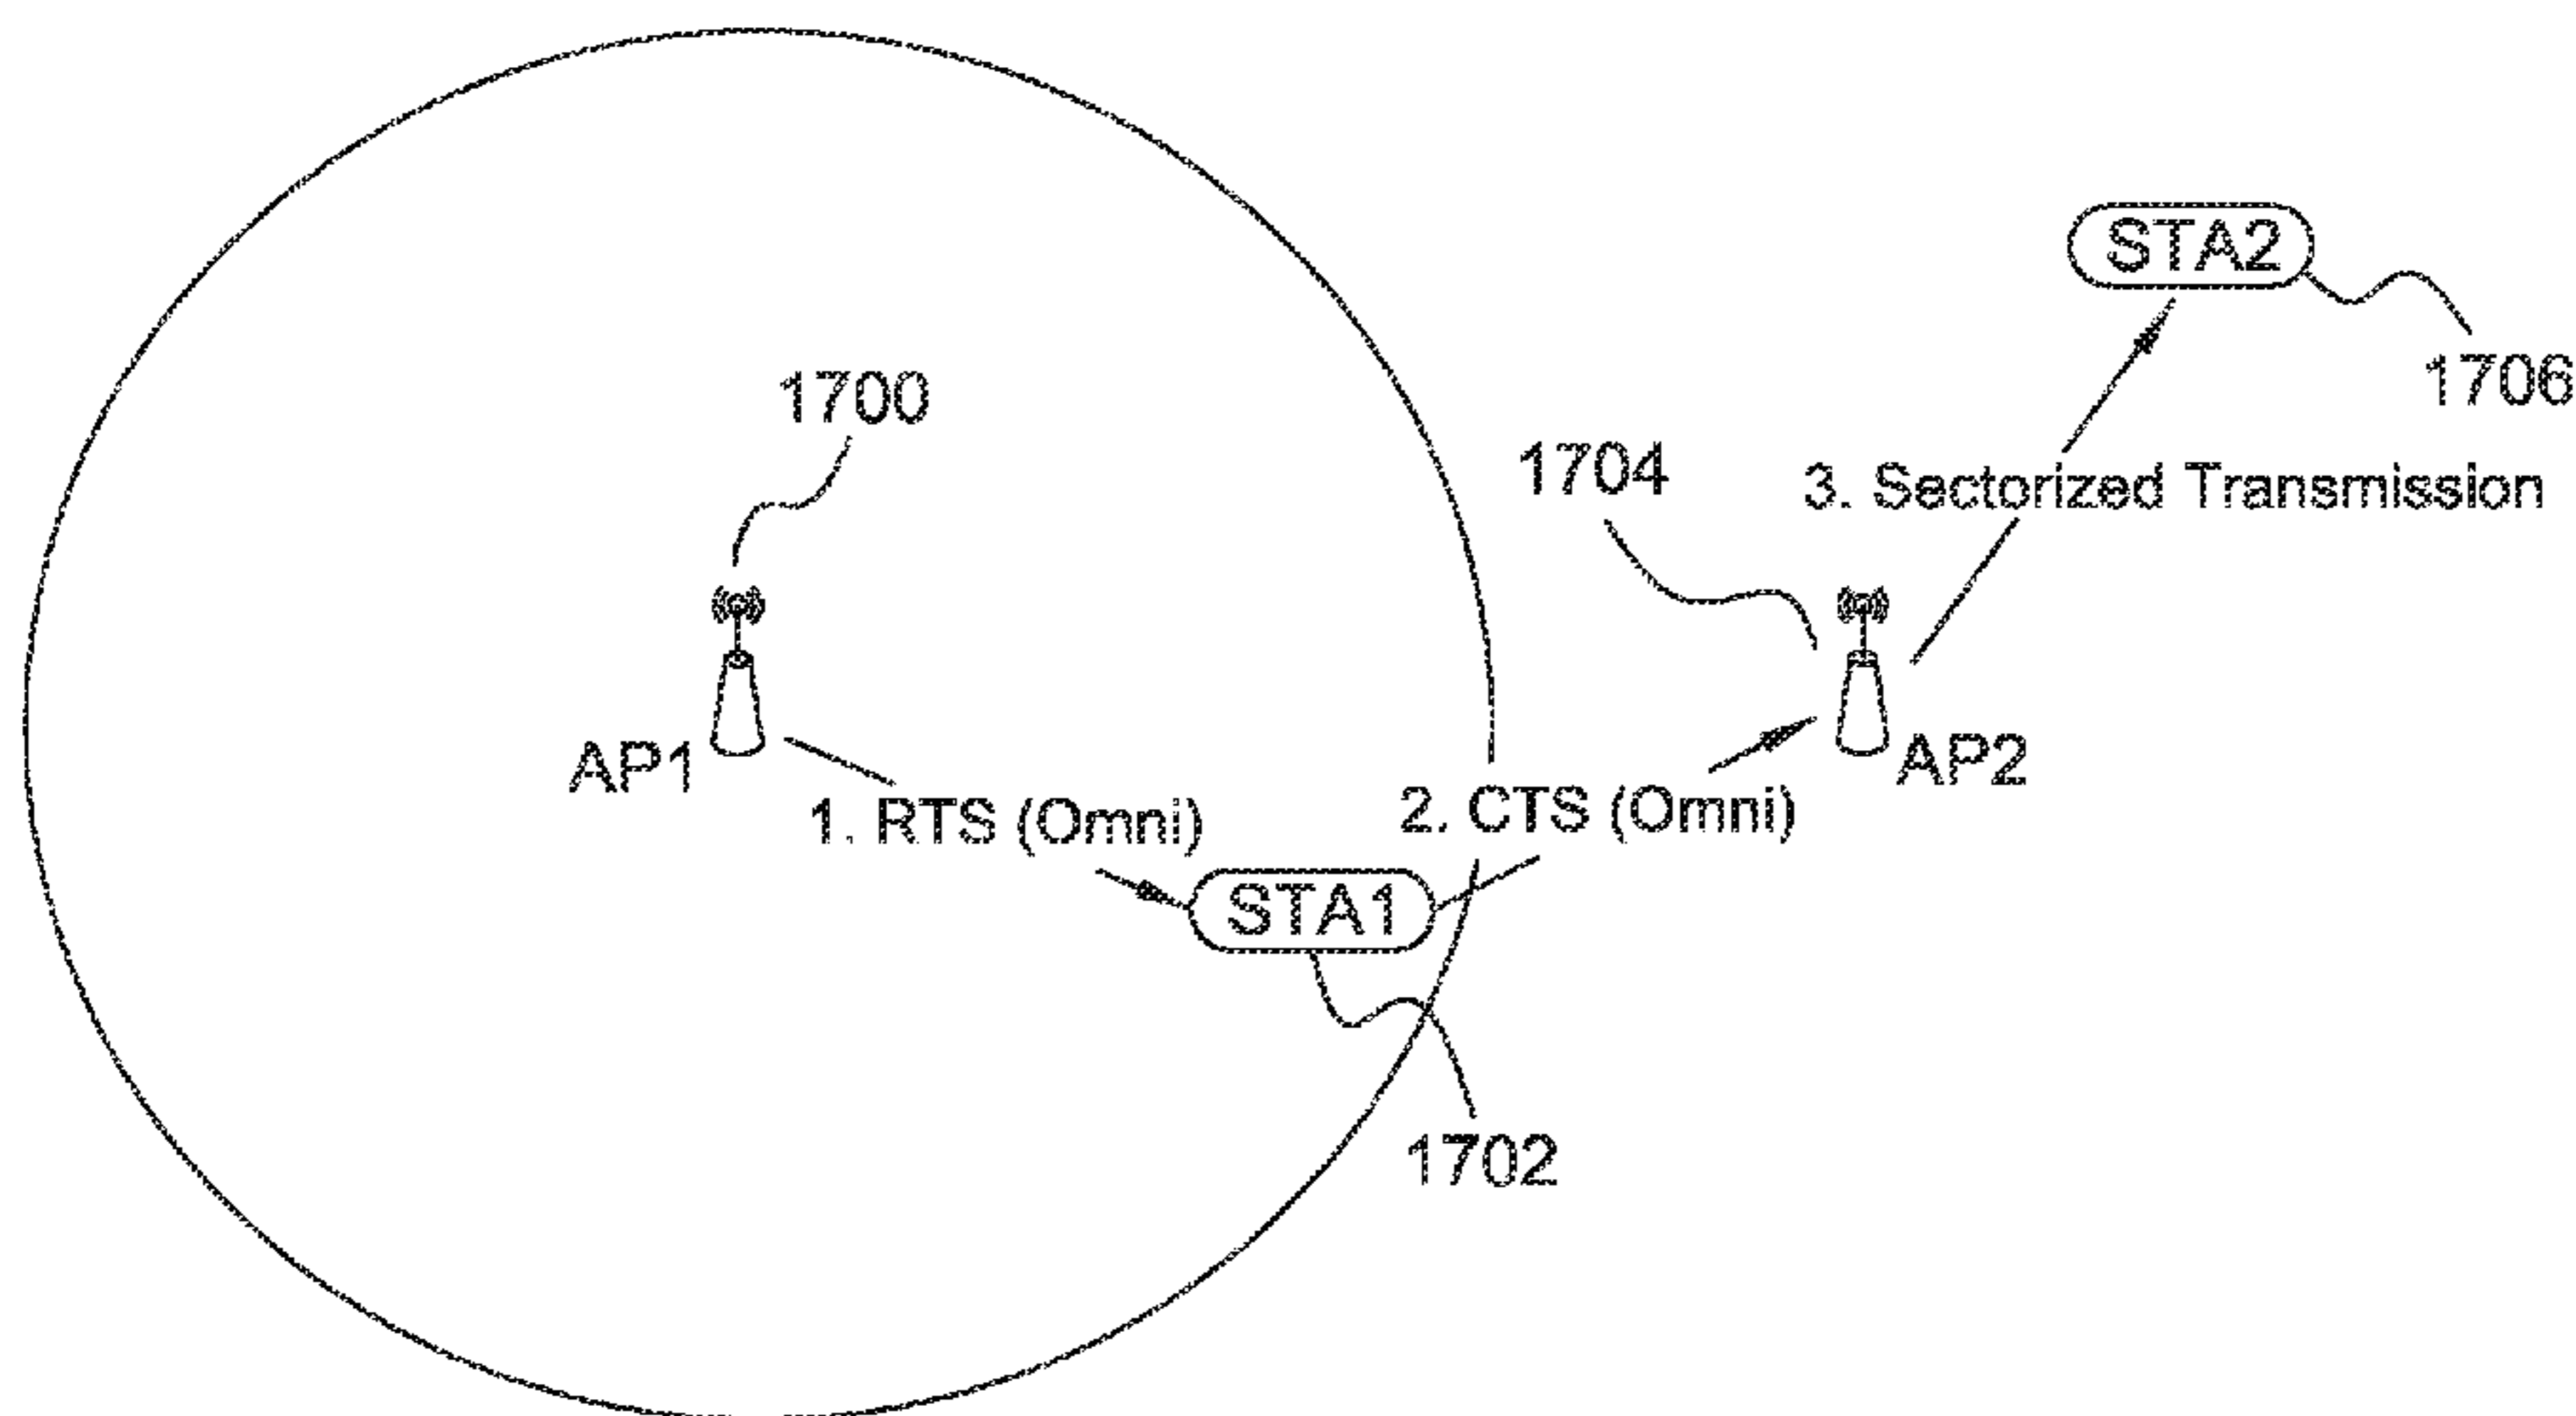 STA2
1706
1700
1704
3. Sectorized Transmission
AP1
AP2
1. RTS (Omni)
2. CTS (Omni)
STA1
1702